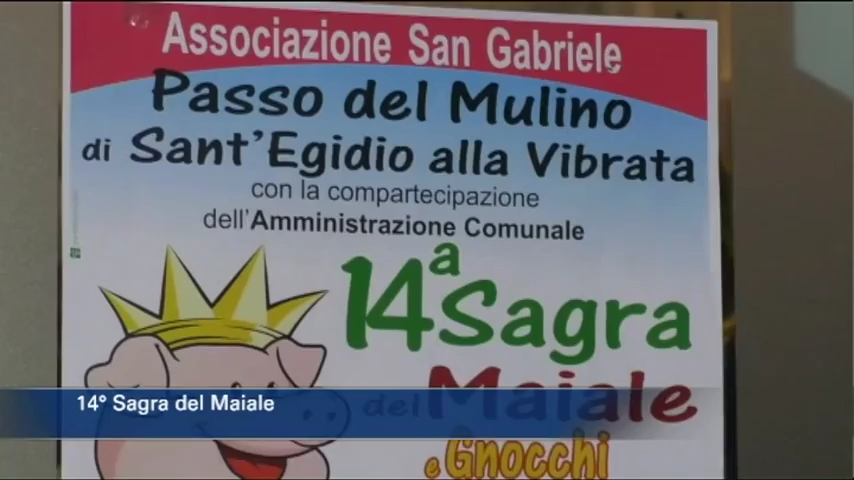 Associazione San Gabriele
Passo del Mulino
di Sant'Egidio alla Vibrata
con la compartecipazione
dell'Amministrazione Comunale
14ª Sagra
del Maiale
e Gnocchi
14° Sagra del Maiale